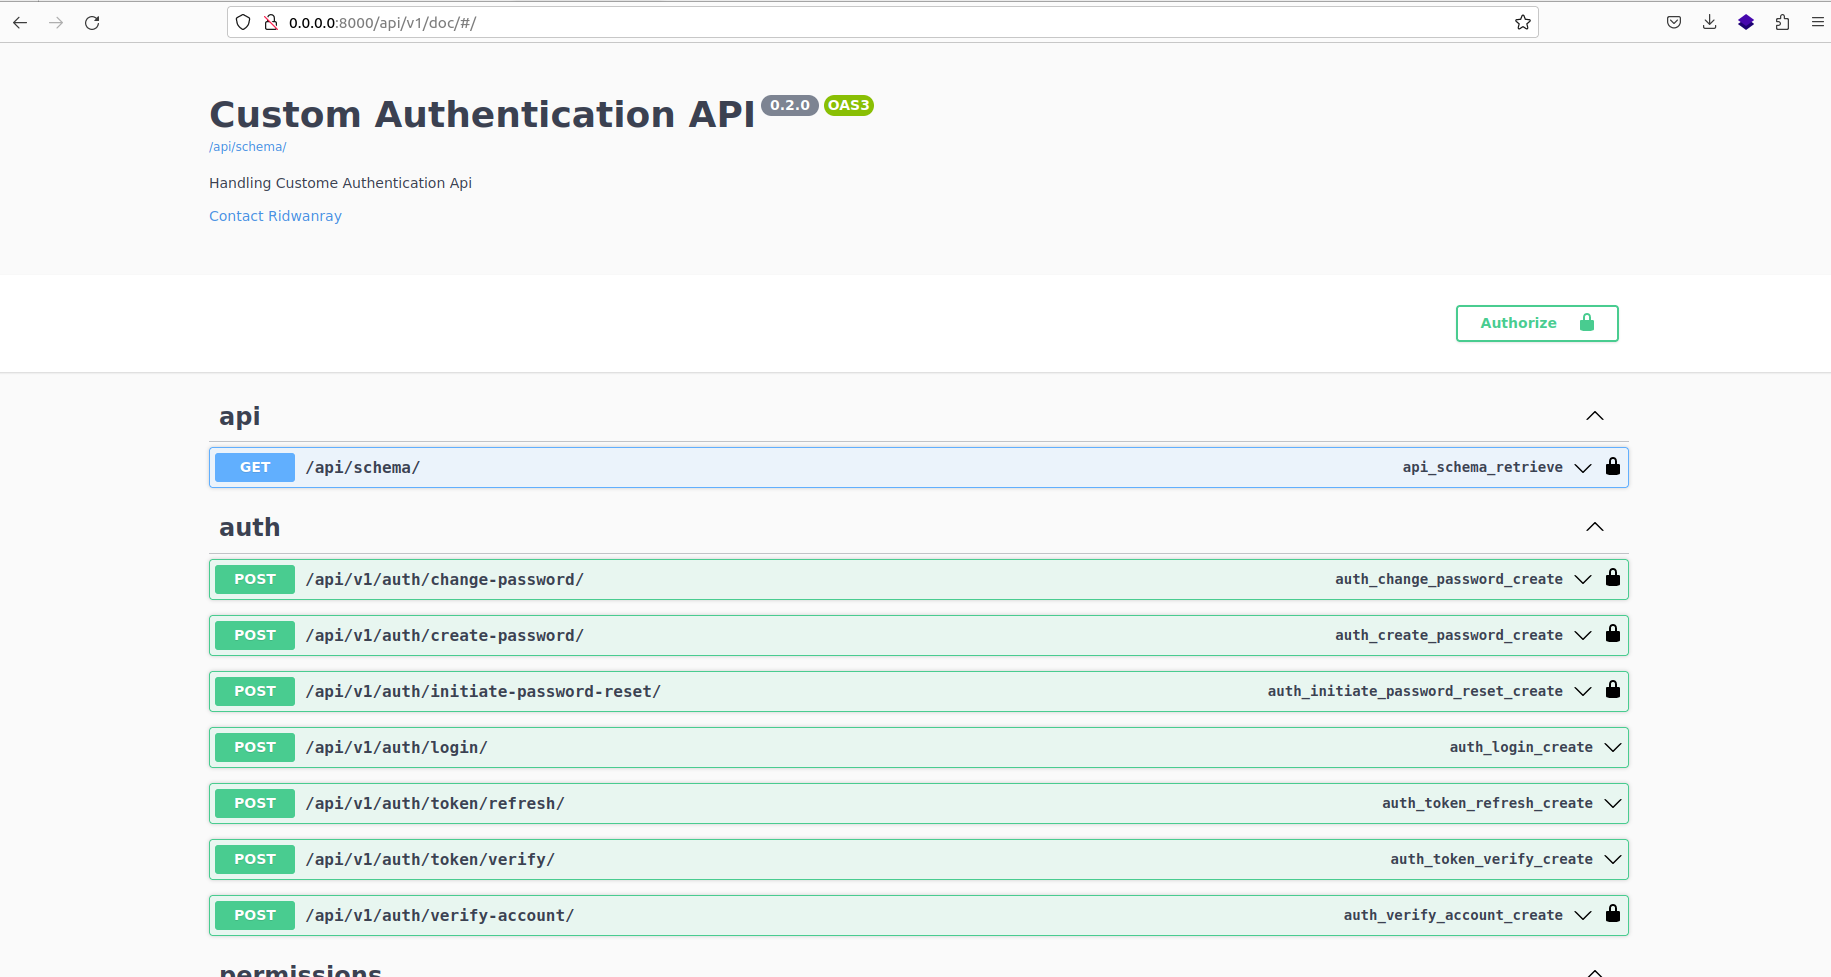 0.0.0.0:8000/api/v1/doc/#/
Custom Authentication API 0.2.0 OAS3
/api/schema/
Handling Custome Authentication Api
Contact Ridwanray
Authorize
api
GET /api/schema/ api_schema_retrieve
auth
POST /api/v1/auth/change-password/ auth_change_password_create
POST /api/v1/auth/create-password/ auth_create_password_create
POST /api/v1/auth/initiate-password-reset/ auth_initiate_password_reset_create
POST /api/v1/auth/login/ auth_login_create
POST /api/v1/auth/token/refresh/ auth_token_refresh_create
POST /api/v1/auth/token/verify/ auth_token_verify_create
POST /api/v1/auth/verify-account/ auth_verify_account_create
permissions